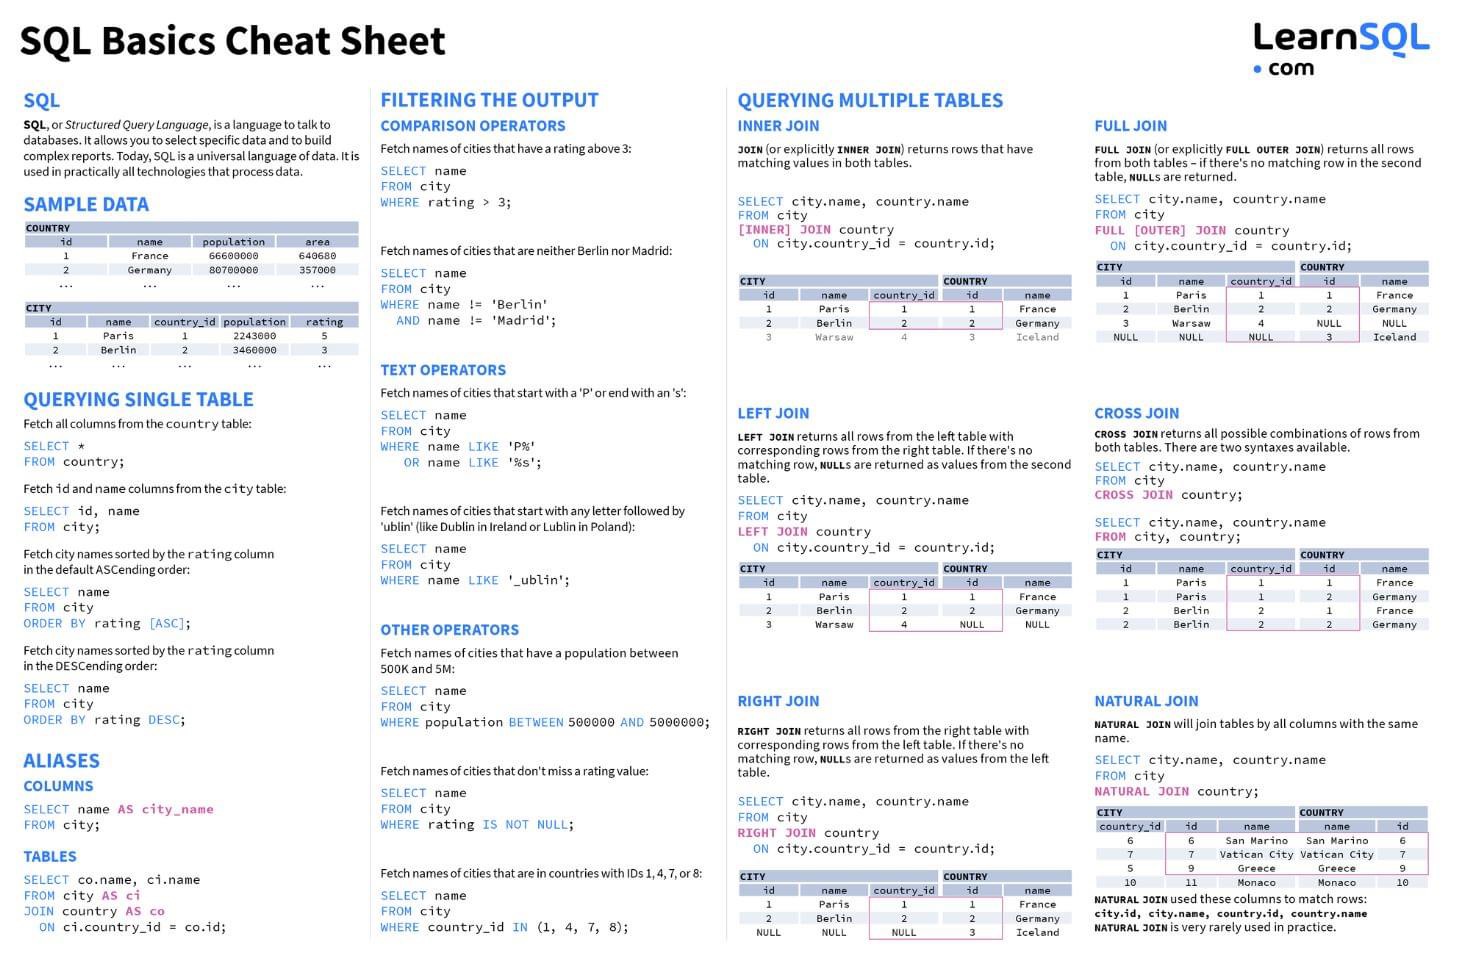 SQL Basics Cheat Sheet
LearnSQL
• com
SQL
SQL, or Structured Query Language, is a language to talk to
databases. It allows you to select specific data and to build
complex reports. Today, SQL is a universal language of data. It is
used in practically all technologies that process data.
SAMPLE DATA
COUNTRY
id name population area
1 France 66600000 640680
2 Germany 80700000 357000
... ... ... ...
CITY
id name country_id population rating
1 Paris 1 2243000 5
2 Berlin 2 3460000 3
... ... ... ... ...
QUERYING SINGLE TABLE
Fetch all columns from the country table:
SELECT *
FROM country;
Fetch id and name columns from the city table:
SELECT id, name
FROM city;
Fetch city names sorted by the rating column
in the default ASCending order:
SELECT name
FROM city
ORDER BY rating [ASC];
Fetch city names sorted by the rating column
in the DESCending order:
SELECT name
FROM city
ORDER BY rating DESC;
ALIASES
COLUMNS
SELECT name AS city_name
FROM city;
TABLES
SELECT co.name, ci.name
FROM city AS ci
JOIN country AS co
ON ci.country_id = co.id;
FILTERING THE OUTPUT
COMPARISON OPERATORS
Fetch names of cities that have a rating above 3:
SELECT name
FROM city
WHERE rating > 3;
Fetch names of cities that are neither Berlin nor Madrid:
SELECT name
FROM city
WHERE name != 'Berlin'
AND name != 'Madrid';
TEXT OPERATORS
Fetch names of cities that start with a 'P' or end with an 's':
SELECT name
FROM city
WHERE name LIKE 'P%'
OR name LIKE '%s';
Fetch names of cities that start with any letter followed by
'ublin' (like Dublin in Ireland or Lublin in Poland):
SELECT name
FROM city
WHERE name LIKE '_ublin';
OTHER OPERATORS
Fetch names of cities that have a population between
500K and 5M:
SELECT name
FROM city
WHERE population BETWEEN 500000 AND 5000000;
Fetch names of cities that don't miss a rating value:
SELECT name
FROM city
WHERE rating IS NOT NULL;
Fetch names of cities that are in countries with IDs 1, 4, 7, or 8:
SELECT name
FROM city
WHERE country_id IN (1, 4, 7, 8);
QUERYING MULTIPLE TABLES
INNER JOIN
JOIN (or explicitly INNER JOIN) returns rows that have
matching values in both tables.
SELECT city.name, country.name
FROM city
[INNER] JOIN country
ON city.country_id = country.id;
CITY COUNTRY
id name country_id id name
1 Paris 1 1 France
2 Berlin 2 2 Germany
3 Warsaw 4 3 Iceland
LEFT JOIN
LEFT JOIN returns all rows from the left table with
corresponding rows from the right table. If there's no
matching row, NULLs are returned as values from the second
table.
SELECT city.name, country.name
FROM city
LEFT JOIN country
ON city.country_id = country.id;
CITY COUNTRY
id name country_id id name
1 Paris 1 1 France
2 Berlin 2 2 Germany
3 Warsaw 4 NULL NULL
RIGHT JOIN
RIGHT JOIN returns all rows from the right table with
corresponding rows from the left table. If there's no
matching row, NULLs are returned as values from the left
table.
SELECT city.name, country.name
FROM city
RIGHT JOIN country
ON city.country_id = country.id;
CITY COUNTRY
id name country_id id name
1 Paris 1 1 France
2 Berlin 2 2 Germany
NULL NULL NULL 3 Iceland
FULL JOIN
FULL JOIN (or explicitly FULL OUTER JOIN) returns all rows
from both tables – if there's no matching row in the second
table, NULLs are returned.
SELECT city.name, country.name
FROM city
FULL [OUTER] JOIN country
ON city.country_id = country.id;
CITY COUNTRY
id name country_id id name
1 Paris 1 1 France
2 Berlin 2 2 Germany
3 Warsaw 4 NULL NULL
NULL NULL NULL 3 Iceland
CROSS JOIN
CROSS JOIN returns all possible combinations of rows from
both tables. There are two syntaxes available.
SELECT city.name, country.name
FROM city
CROSS JOIN country;
SELECT city.name, country.name
FROM city, country;
CITY COUNTRY
id name country_id id name
1 Paris 1 1 France
1 Paris 1 2 Germany
2 Berlin 2 1 France
2 Berlin 2 2 Germany
NATURAL JOIN
NATURAL JOIN will join tables by all columns with the same
name.
SELECT city.name, country.name
FROM city
NATURAL JOIN country;
CITY COUNTRY
country_id id name name id
6 6 San Marino San Marino 6
7 7 Vatican City Vatican City 7
5 9 Greece Greece 9
10 11 Monaco Monaco 10
NATURAL JOIN used these columns to match rows:
city.id, city.name, country.id, country.name
NATURAL JOIN is very rarely used in practice.